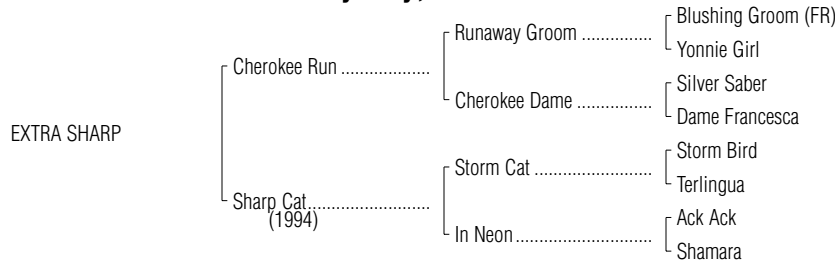 Blushing Groom (FR)
Runaway Groom ................
Yonnie Girl
Cherokee Run ....................
Silver Saber
Cherokee Dame .................
Dame Francesca
EXTRA SHARP
Storm Bird
Storm Cat ..........................
Terlingua
Sharp Cat...........................
(1994)
Ack Ack
In Neon..............................
Shamara